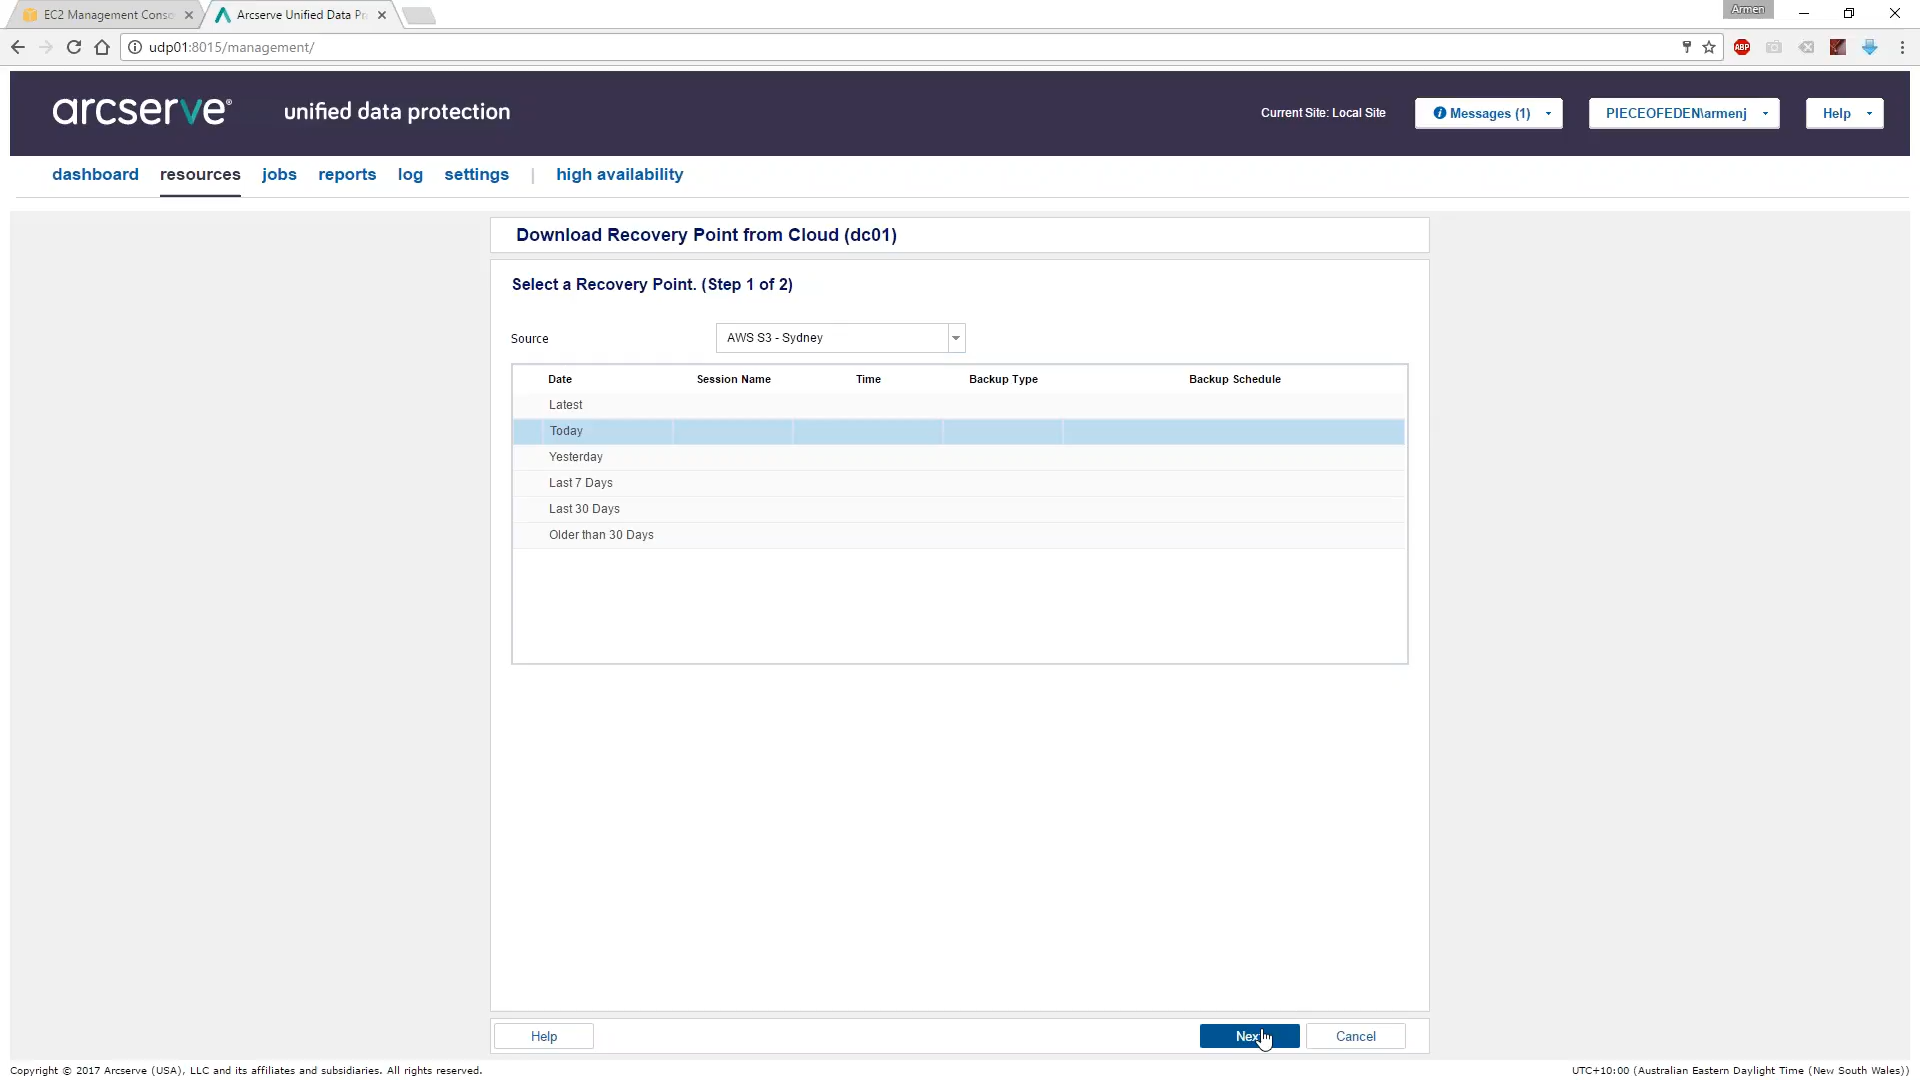 EC2 Management Conso
Arcserve Unified Data Pr
Armen
udp01:8015/management/
ABP
arcserve® unified data protection
Current Site: Local Site
Messages (1)
PIECEOFEDEN\armenj
Help
dashboard resources jobs reports log settings | high availability
Download Recovery Point from Cloud (dc01)
Select a Recovery Point. (Step 1 of 2)
Source AWS S3 - Sydney
Date Session Name Time Backup Type Backup Schedule
Latest
Today
Yesterday
Last 7 Days
Last 30 Days
Older than 30 Days
Help Next Cancel
Copyright © 2017 Arcserve (USA), LLC and its affiliates and subsidiaries. All rights reserved.
UTC+10:00 (Australian Eastern Daylight Time (New South Wales))